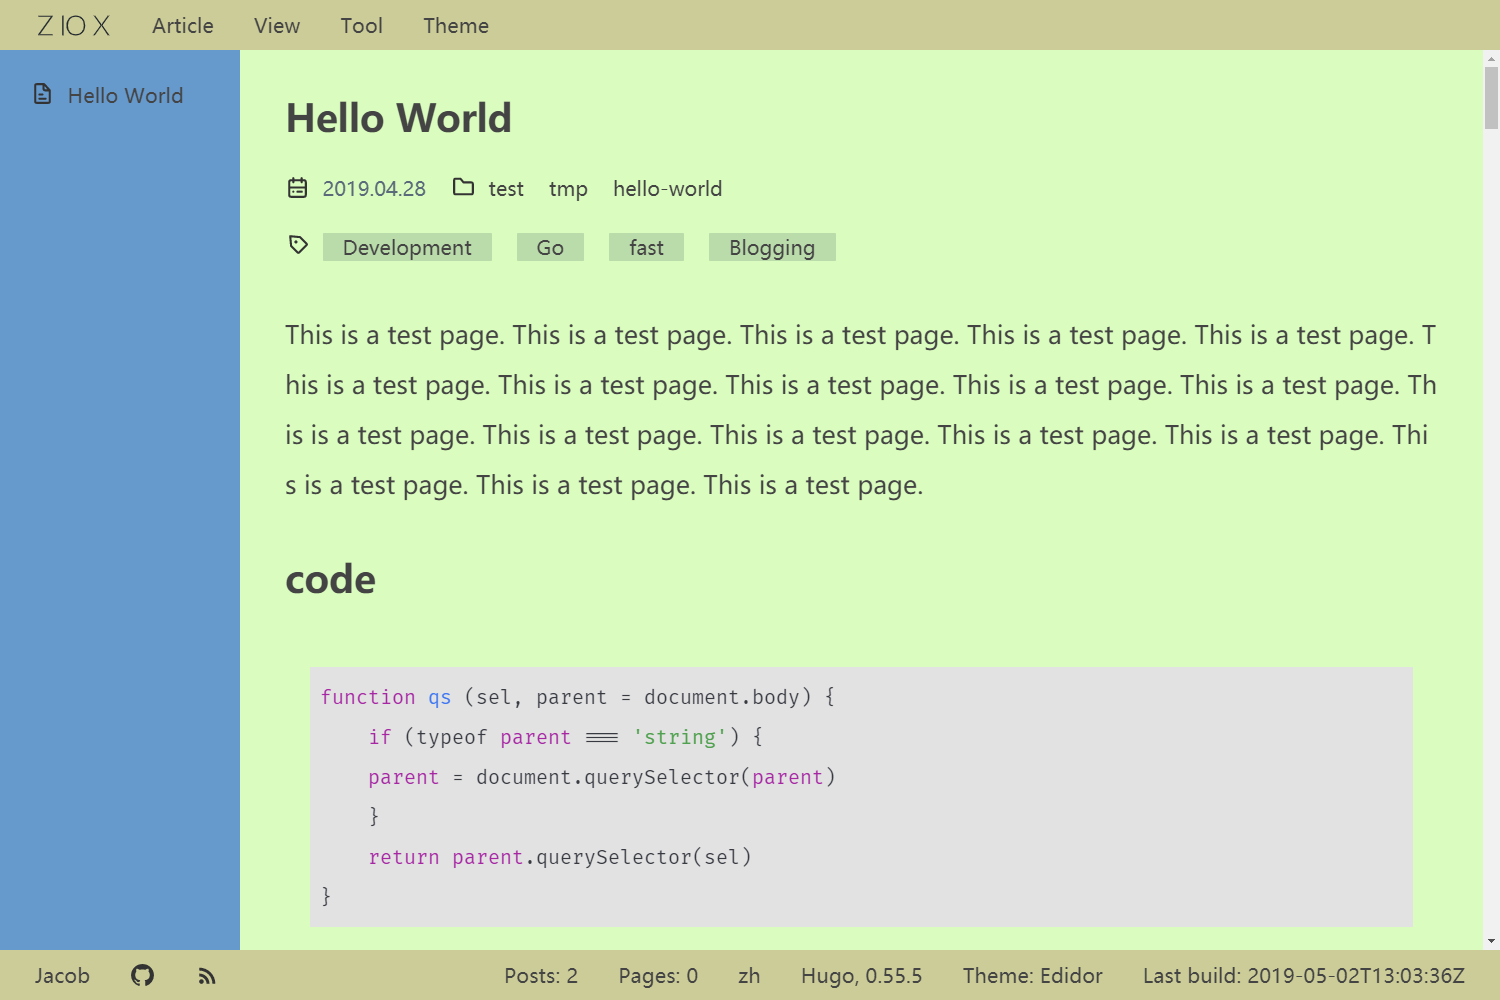 ZIOX Article View Tool Theme
Hello World
Hello World
2019.04.28 test tmp hello-world
Development Go fast Blogging
This is a test page. This is a test page. This is a test page. This is a test page. This is a test page. T
his is a test page. This is a test page. This is a test page. This is a test page. This is a test page. Th
is is a test page. This is a test page. This is a test page. This is a test page. This is a test page. Thi
s is a test page. This is a test page. This is a test page.
code
function qs (sel, parent = document.body) {
    if (typeof parent === 'string') {
    parent = document.querySelector(parent)
    }
    return parent.querySelector(sel)
}
Jacob Posts: 2 Pages: 0 zh Hugo, 0.55.5 Theme: Edidor Last build: 2019-05-02T13:03:36Z